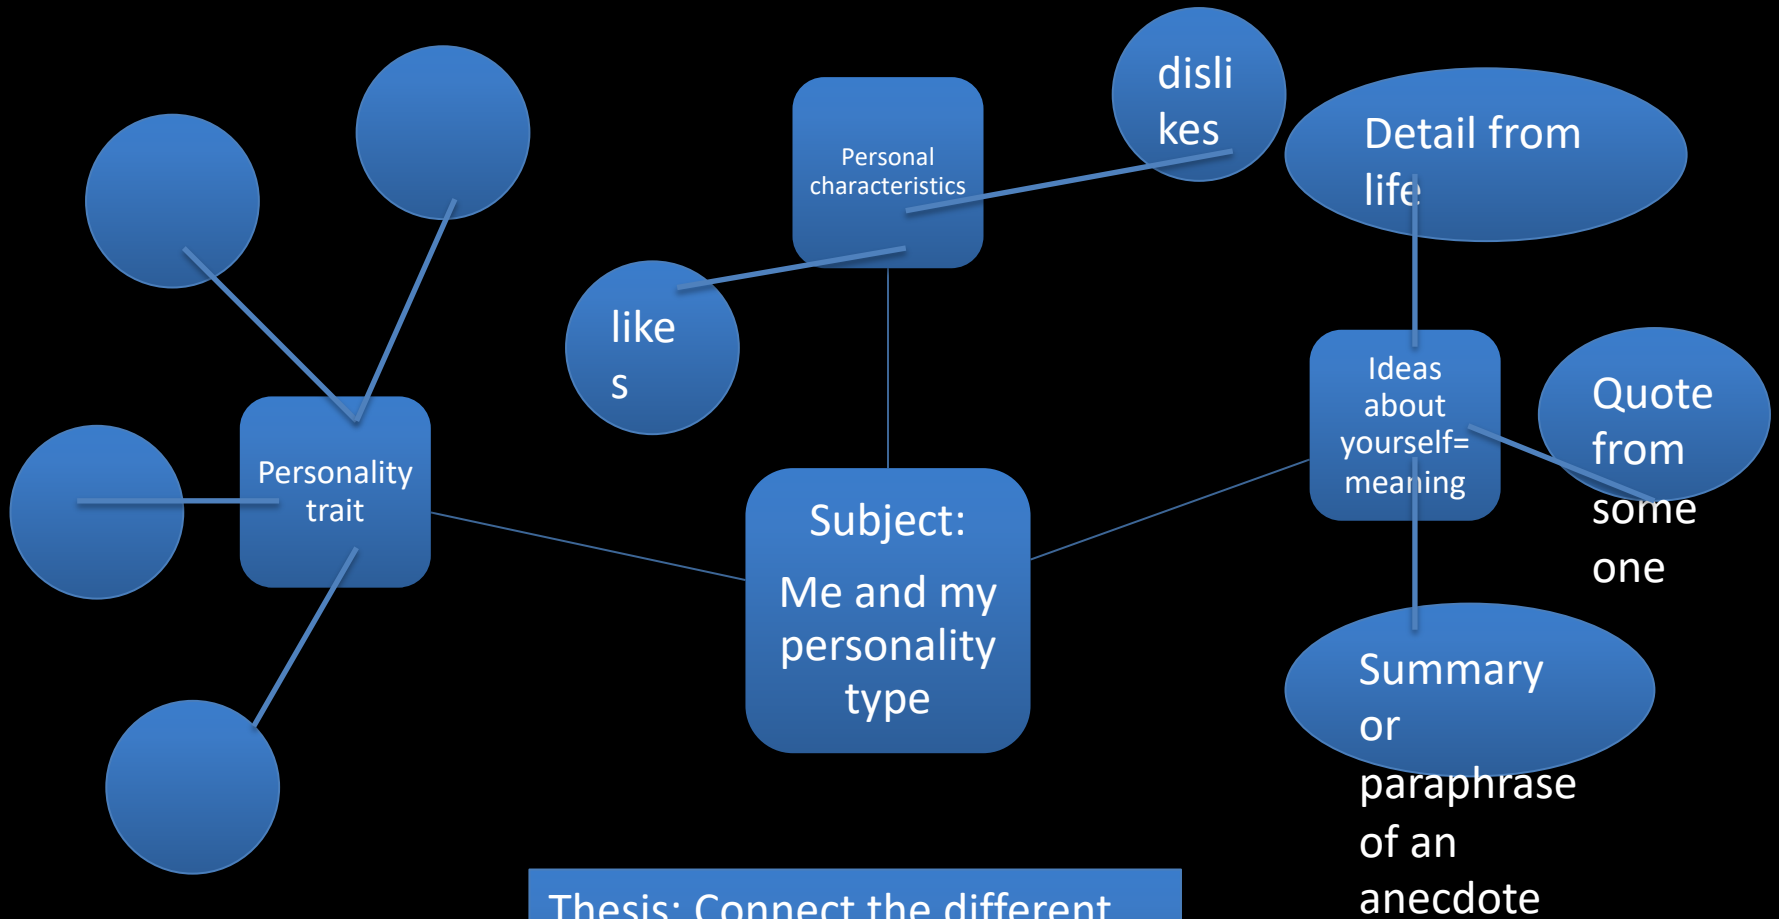 disli
kes
Personal
characteristics
Detail from
life
like
s
Ideas
about
yourself=
meaning
Quote
from
some
one
Personality
trait
Subject:
Me and my
personality
type
Summary
or
paraphrase
of an
anecdote
Thesis: Connect the different